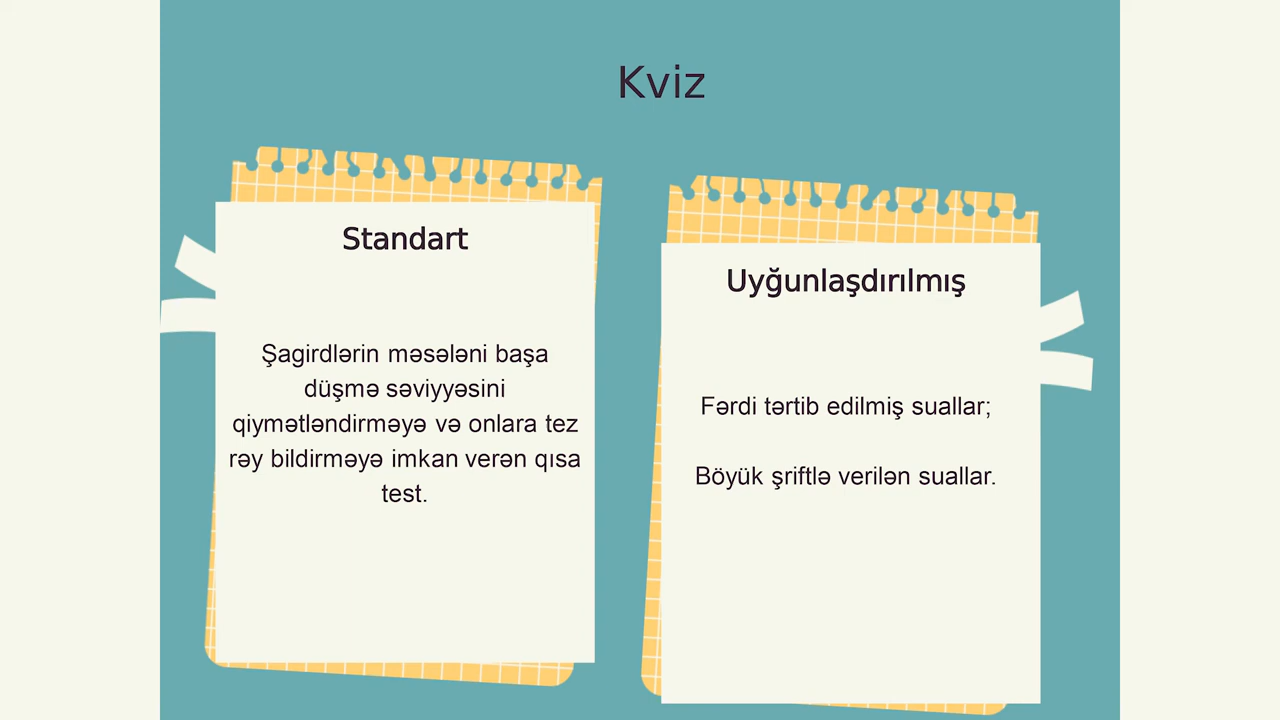 Kviz
Standart
Şagirdlərin məsələni başa
düşmə səviyyəsini
qiymətləndirməyə və onlara tez
rəy bildirməyə imkan verən qısa
test.
Uyğunlaşdırılmış
Fərdi tərtib edilmiş suallar;
Böyük şriftlə verilən suallar.